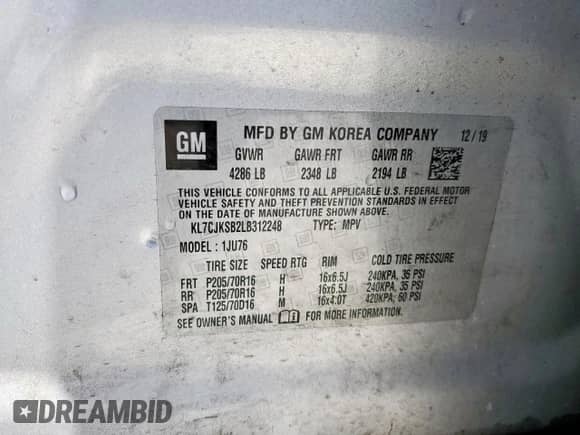 GM
MFD BY GM KOREA COMPANY 12/19
GVWR GAWR FRT GAWR RR
4286 LB 2348 LB 2194 LB
THIS VEHICLE CONFORMS TO ALL APPLICABLE U.S. FEDERAL MOTOR
VEHICLE SAFETY AND THEFT PREVENTION STANDARDS IN EFFECT
ON THE DATE OF MANUFACTURE SHOWN ABOVE.
KL7CJKSB2LB312248 TYPE: MPV
MODEL: 1JU76
TIRE SIZE SPEED RTG RIM COLD TIRE PRESSURE
FRT P205/70R16 H 16x6.5J 240KPA, 35 PSI
RR P205/70R16 H 16x6.5J 240KPA, 35 PSI
SPA T125/70D16 M 16x4.0T 420KPA, 60 PSI
SEE OWNER'S MANUAL FOR MORE INFORMATION.
DREAMBID